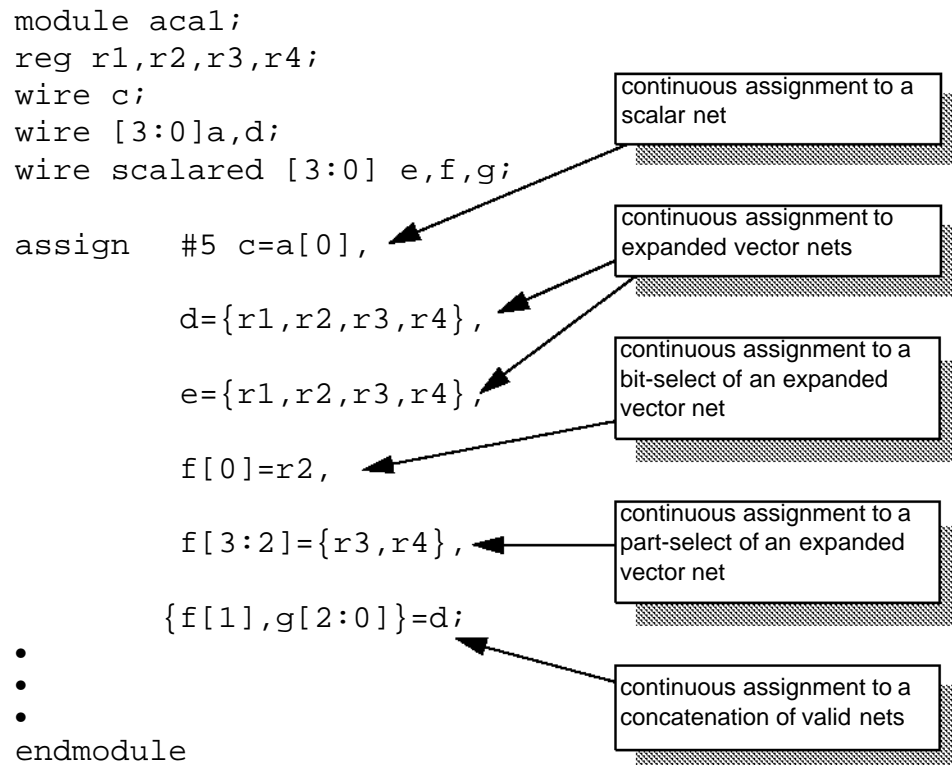 module aca1;
reg r1,r2,r3,r4;
wire c;
wire [3:0]a,d;
wire scalared [3:0] e,f,g;
continuous assignment to a
scalar net
assign #5 c=a[0],
continuous assignment to
expanded vector nets
d={r1,r2,r3,r4},
e={r1,r2,r3,r4},
continuous assignment to a
bit-select of an expanded
vector net
f[0]=r2,
f[3:2]={r3,r4},
continuous assignment to a
part-select of an expanded
vector net
{f[1],g[2:0]}=d;
•
•
•
continuous assignment to a
concatenation of valid nets
endmodule